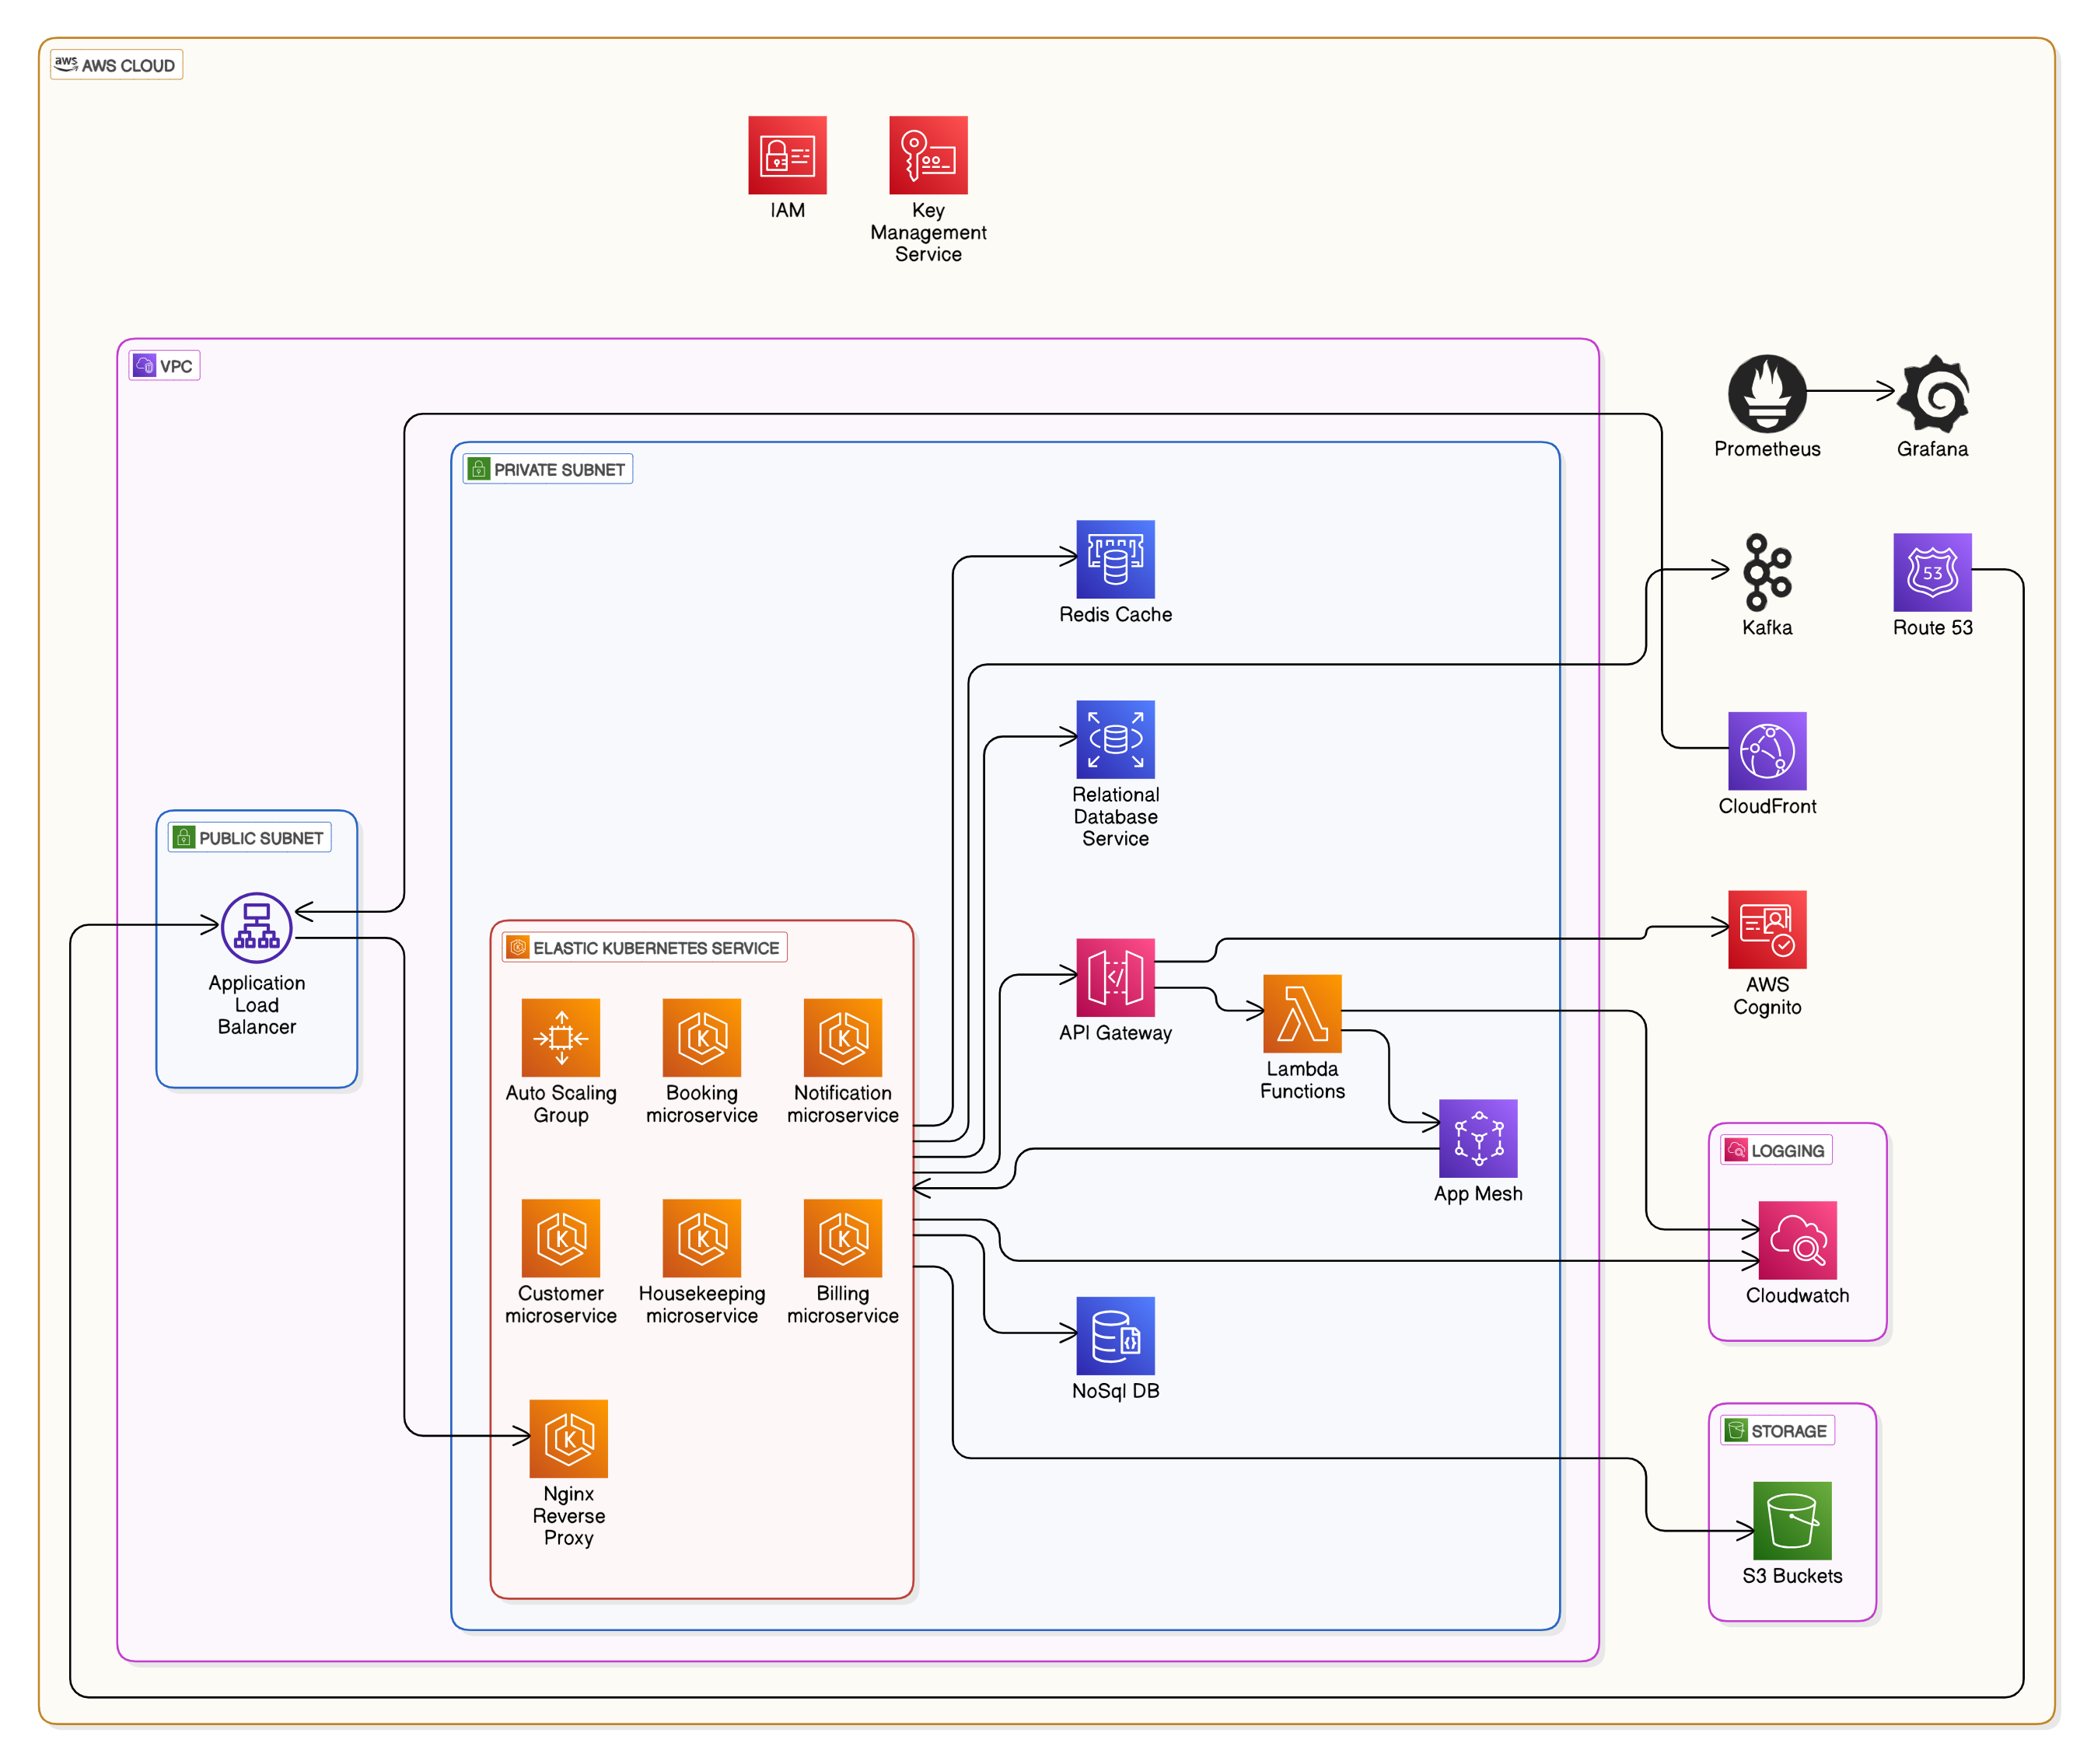 aws AWS CLOUD
IAM
Key
Management
Service
VPC
Prometheus
Grafana
PRIVATE SUBNET
Redis Cache
Kafka
53
Route 53
Relational
Database
Service
CloudFront
PUBLIC SUBNET
Application
Load
Balancer
ELASTIC KUBERNETES SERVICE
</>
API Gateway
AWS
Cognito
K
K
Auto Scaling
Group
Booking
microservice
Notification
microservice
Lambda
Functions
App Mesh
LOGGING
K
K
K
Customer
microservice
Housekeeping
microservice
Billing
microservice
Cloudwatch
{}
NoSql DB
K
Nginx
Reverse
Proxy
STORAGE
S3 Buckets